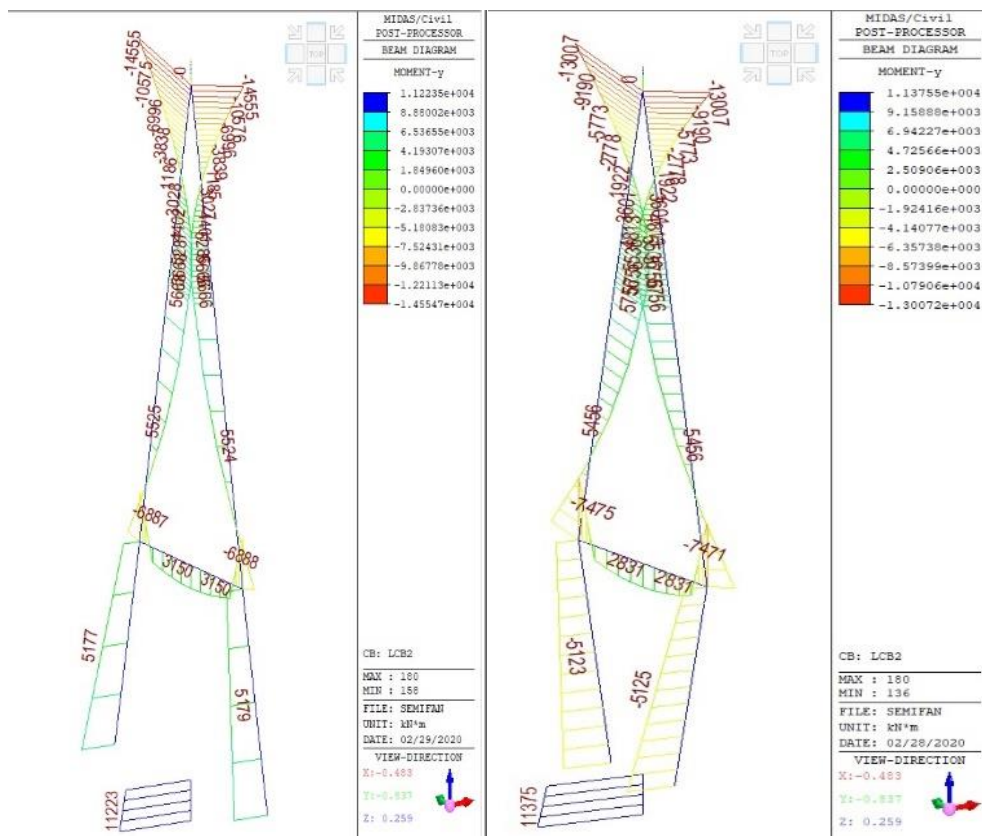 MIDAS/Civil
POST-PROCESSOR
BEAM DIAGRAM
MOMENT-y
1.12235e+004
8.88002e+003
6.53655e+003
4.19307e+003
1.84960e+003
0.00000e+000
-2.83736e+003
-5.18083e+003
-7.52431e+003
-9.86778e+003
-1.22113e+004
-1.45547e+004
TOP
0
-14555
-10575
-6996
-3838
-1186
3028
-14555
5525
5524
-6887
-6888
3150
3150
5177
5179
11223
CB: LCB2
MAX : 180
MIN : 158
FILE: SEMIFAN
UNIT: kN*m
DATE: 02/29/2020
VIEW-DIRECTION
X:-0.483
Y:-0.837
Z: 0.259
MIDAS/Civil
POST-PROCESSOR
BEAM DIAGRAM
MOMENT-y
1.13755e+004
9.15888e+003
6.94227e+003
4.72566e+003
2.50906e+003
0.00000e+000
-1.92416e+003
-4.14077e+003
-6.35738e+003
-8.57399e+003
-1.07906e+004
-1.30072e+004
TOP
0
-13007
-9190
-5773
-2778
1922
-13007
-9190
-5773
-2778
5456
5456
-7475
-7471
2831
2831
-5123
-5125
11375
CB: LCB2
MAX : 180
MIN : 136
FILE: SEMIFAN
UNIT: kN*m
DATE: 02/28/2020
VIEW-DIRECTION
X:-0.483
Y:-0.837
Z: 0.259